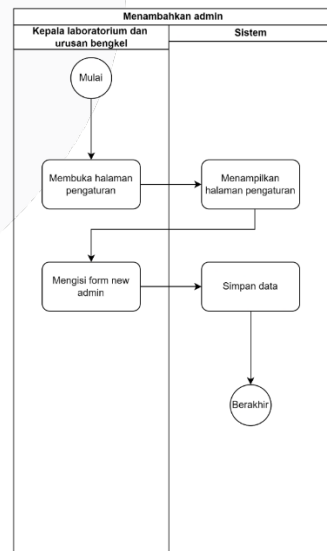 Menambahkan admin
Kepala laboratorium dan
urusan bengkel
Sistem
Mulai
Membuka halaman
pengaturan
Menampilkan
halaman pengaturan
Mengisi form new
admin
Simpan data
Berakhir